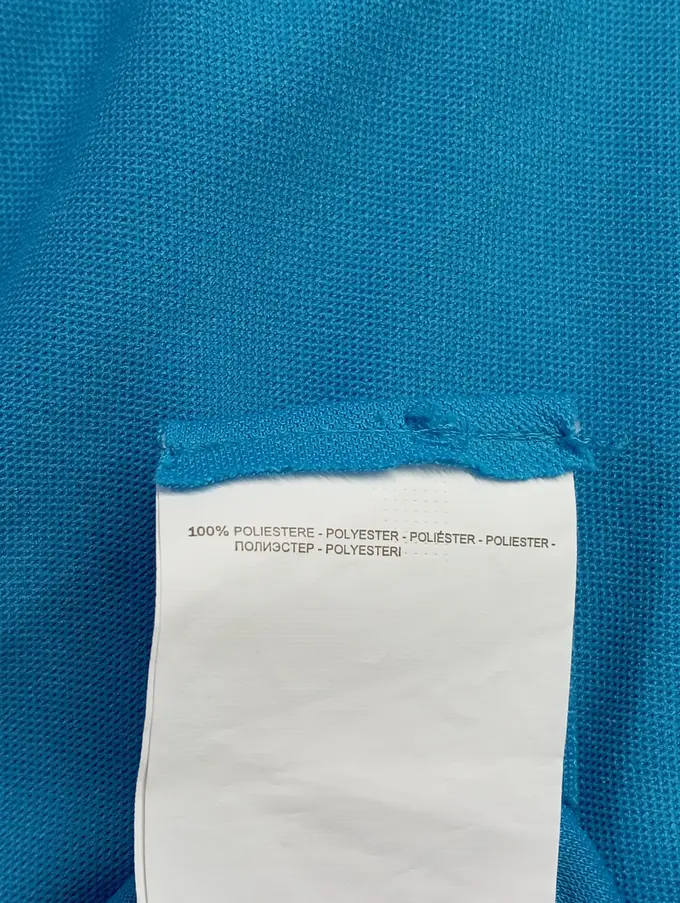 100% POLIESTERE - POLYESTER - POLIÉSTER - POLIESTER -
ПОЛИЭСТЕР - POLYESTERI